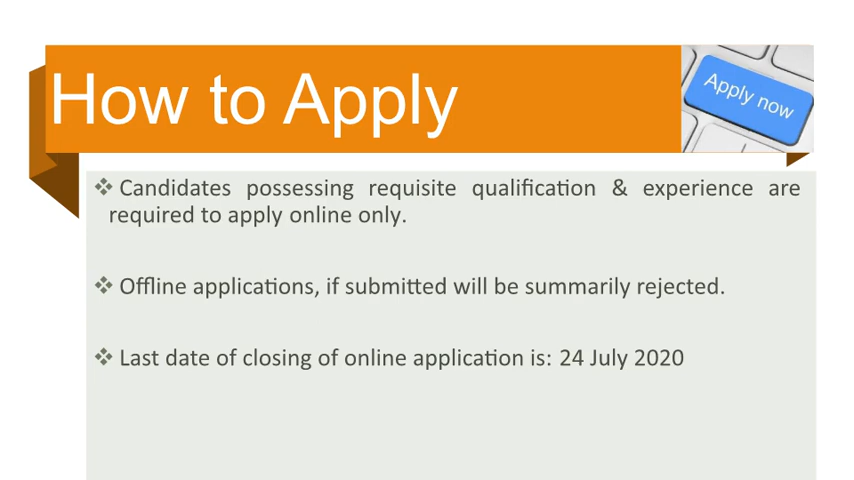 How to Apply
Apply now
❖ Candidates possessing requisite qualification & experience are
required to apply online only.
❖ Offline applications, if submitted will be summarily rejected.
❖ Last date of closing of online application is: 24 July 2020